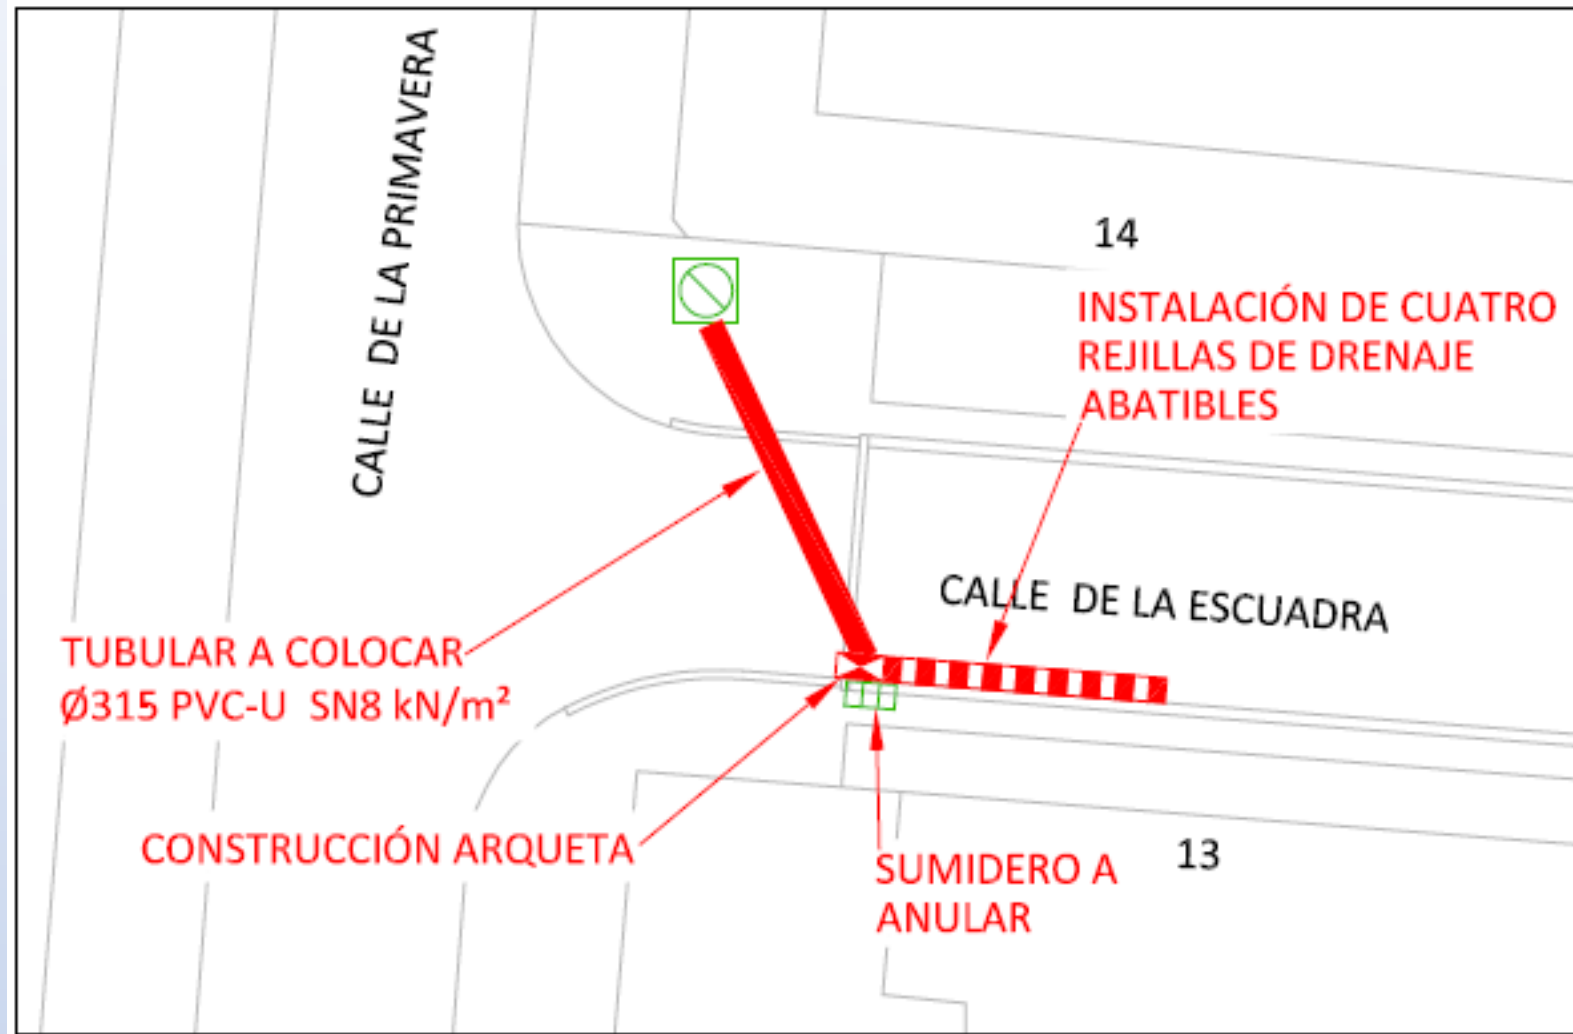 CALLE DE LA PRIMAVERA
14
INSTALACIÓN DE CUATRO
REJILLAS DE DRENAJE
ABATIBLES
CALLE DE LA ESCUADRA
TUBULAR A COLOCAR
Ø315 PVC-U SN8 kN/m²
CONSTRUCCIÓN ARQUETA
SUMIDERO A
ANULAR
13